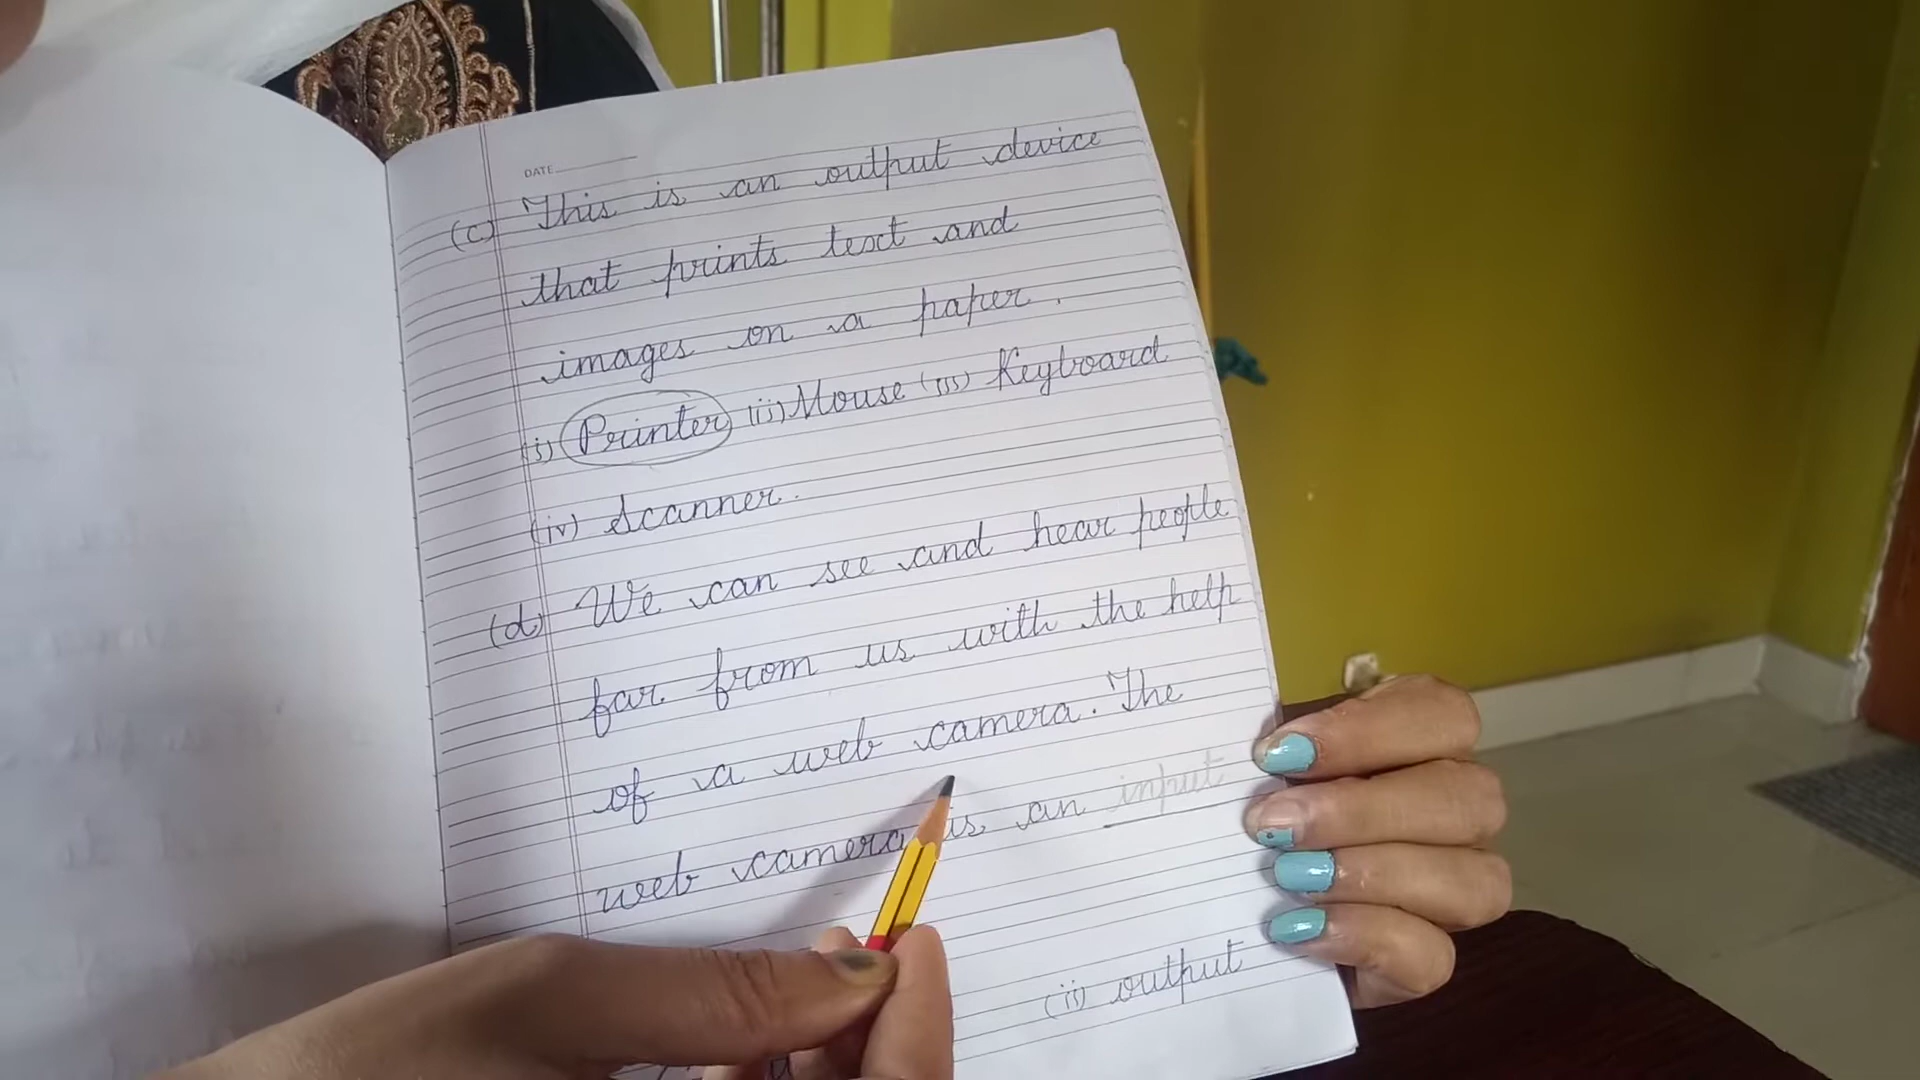 DATE
(c) This is an output device
that prints text and
images on a paper.
(i) Printer (ii) Mouse (iii) Keyboard
(iv) Scanner.
(d) We can see and hear people
far from us with the help
of a web camera. The
web camera is an input
(ii) output